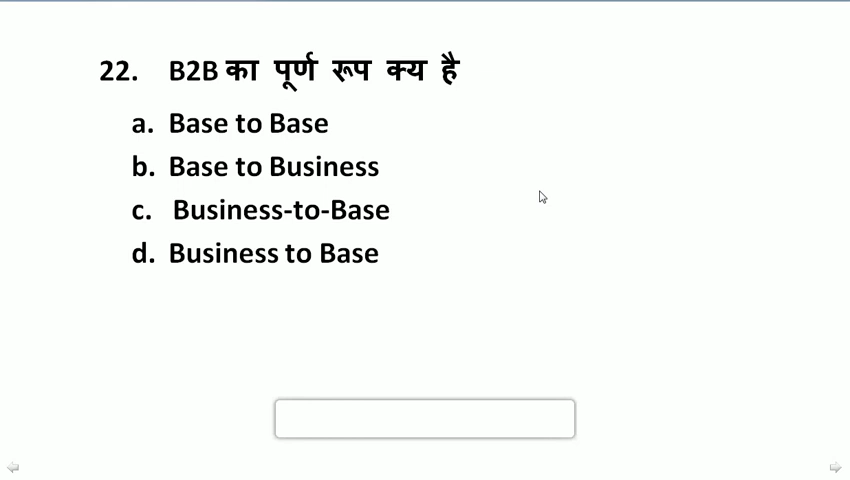 22. B2B का पूर्ण रूप क्य है
a. Base to Base
b. Base to Business
c. Business-to-Base
d. Business to Base